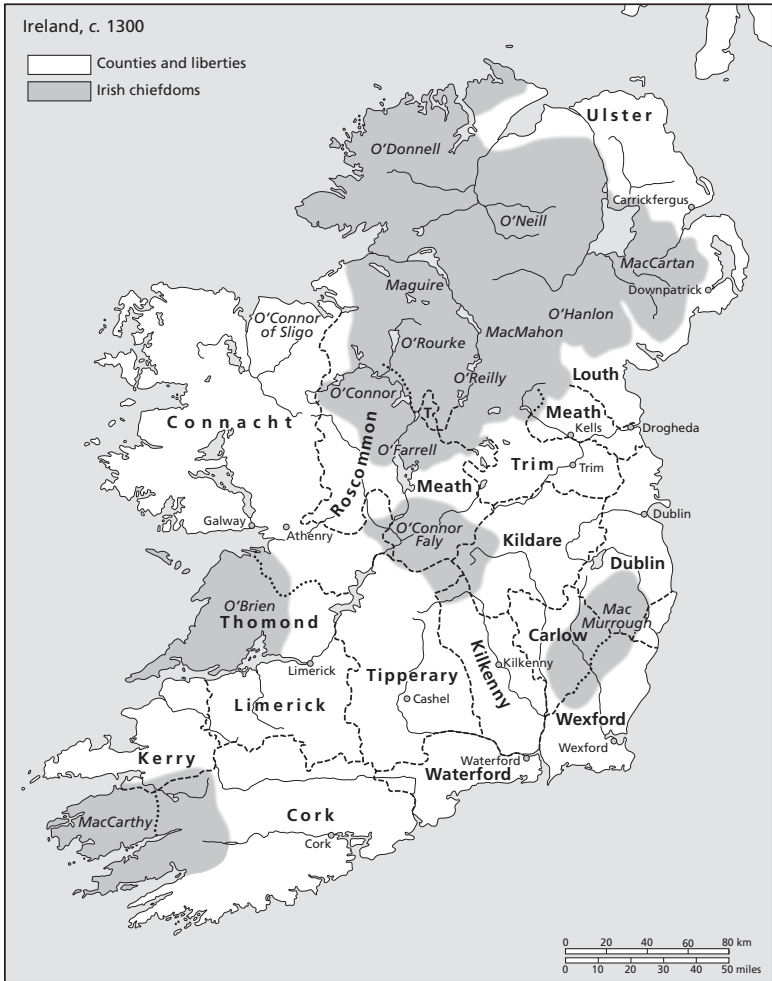 Ireland, c. 1300
Counties and liberties
Irish chiefdoms
Ulster
O'Donnell
Carrickfergus
O'Neill
MacCartan
Maguire
Downpatrick
O'Hanlon
O'Connor
of Sligo
MacMahon
O'Rourke
Louth
O'Reilly
O'Connor
Meath
T.
Connacht
Kells
Drogheda
Roscommon
O'Farrell
Trim
Trim
Meath
Galway
Athenry
O'Connor
Faly
Kildare
Dublin
Dublin
O'Brien
Thomond
Mac
Murrough
Carlow
Limerick
Tipperary
Kilkenny
Kilkenny
Cashel
Limerick
Wexford
Wexford
Kerry
Waterford
Waterford
MacCarthy
Cork
Cork
0 20 40 60 80 km
0 10 20 30 40 50 miles